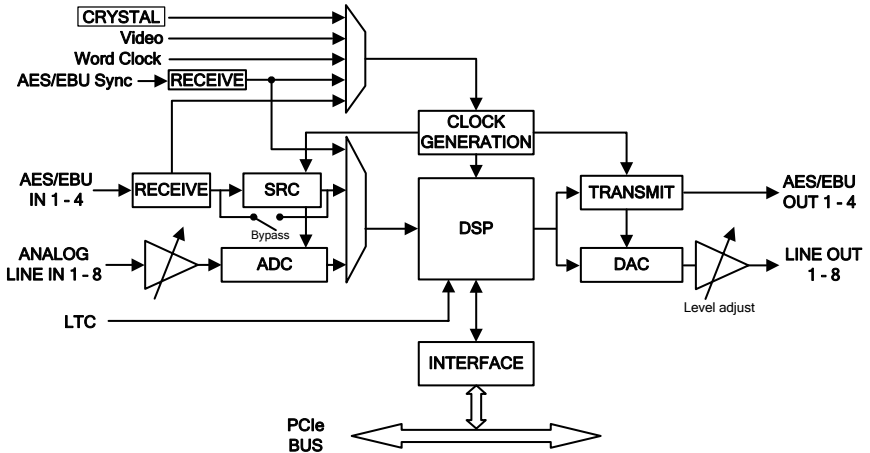 CRYSTAL
Video
Word Clock
AES/EBU Sync
RECEIVE
CLOCK
GENERATION
AES/EBU
IN 1 - 4
RECEIVE
SRC
Bypass
DSP
TRANSMIT
AES/EBU
OUT 1 - 4
ANALOG
LINE IN 1 - 8
ADC
DAC
LINE OUT
1 - 8
Level adjust
LTC
INTERFACE
PCIe
BUS